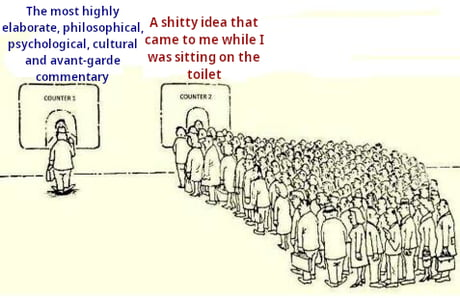 The most highly
elaborate, philosophical,
psychological, cultural
and avant-garde
commentary
A shitty idea that
came to me while I
was sitting on the
toilet
COUNTER 1
COUNTER 2